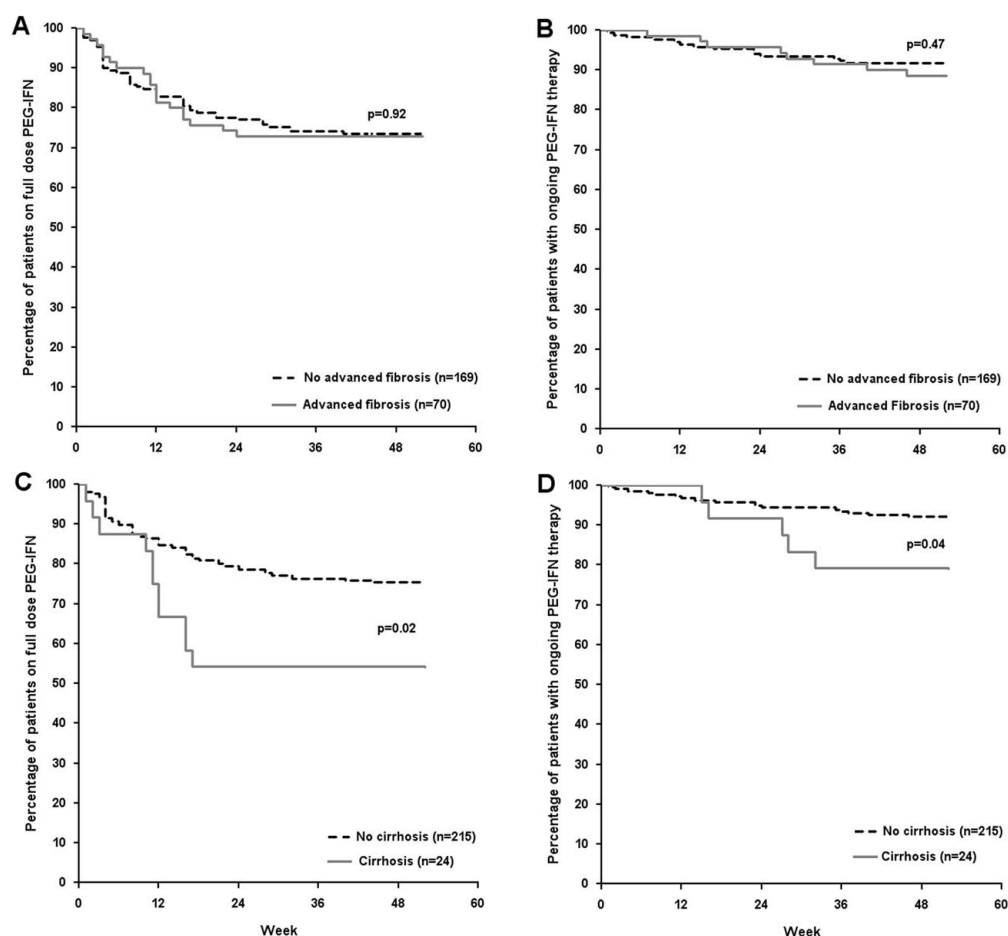 A
Percentage of patients on full dose PEG-IFN
100
90
80
70
60
50
40
30
20
10
0
p=0.92
No advanced fibrosis (n=169)
Advanced fibrosis (n=70)
0 12 24 36 48 60
B
Percentage of patients with ongoing PEG-IFN therapy
100
90
80
70
60
50
40
30
20
10
0
p=0.47
No advanced fibrosis (n=169)
Advanced Fibrosis (n=70)
0 12 24 36 48 60
C
Percentage of patients on full dose PEG-IFN
100
90
80
70
60
50
40
30
20
10
0
p=0.02
No cirrhosis (n=215)
Cirrhosis (n=24)
0 12 24 36 48 60
Week
D
Percentage of patients with ongoing PEG-IFN therapy
100
90
80
70
60
50
40
30
20
10
0
p=0.04
No cirrhosis (n=215)
Cirrhosis (n=24)
0 12 24 36 48 60
Week